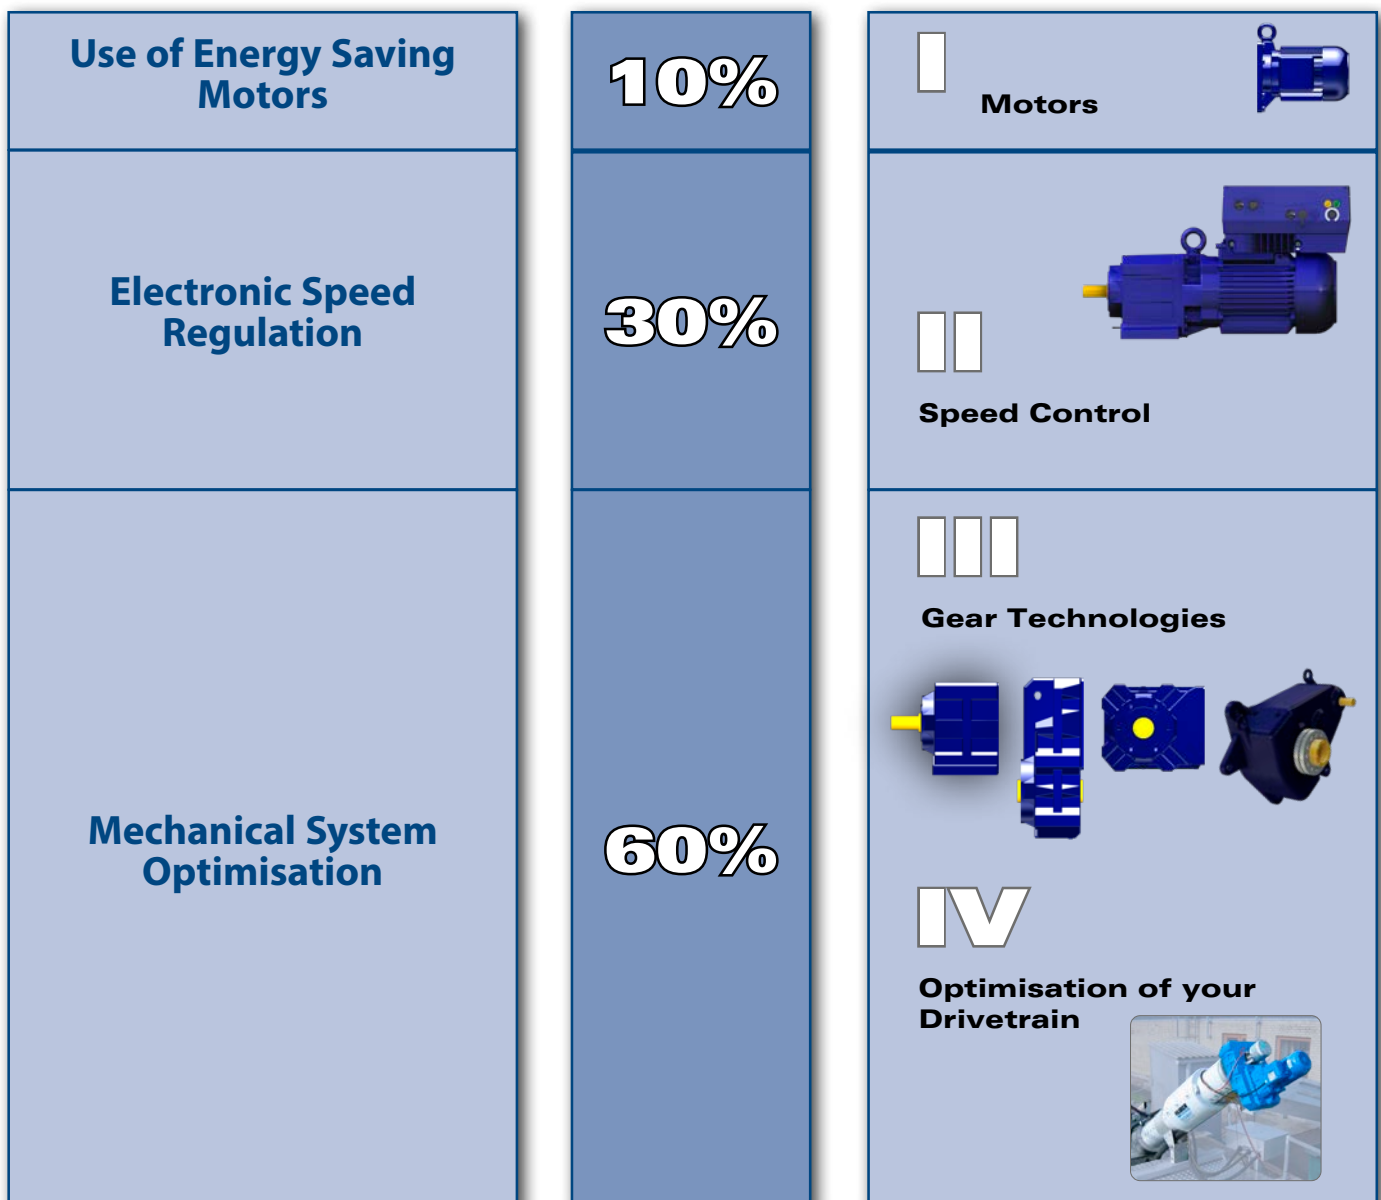 Use of Energy Saving
Motors
10%
I
Motors
Electronic Speed
Regulation
30%
II
Speed Control
Mechanical System
Optimisation
60%
III
Gear Technologies
IV
Optimisation of your
Drivetrain